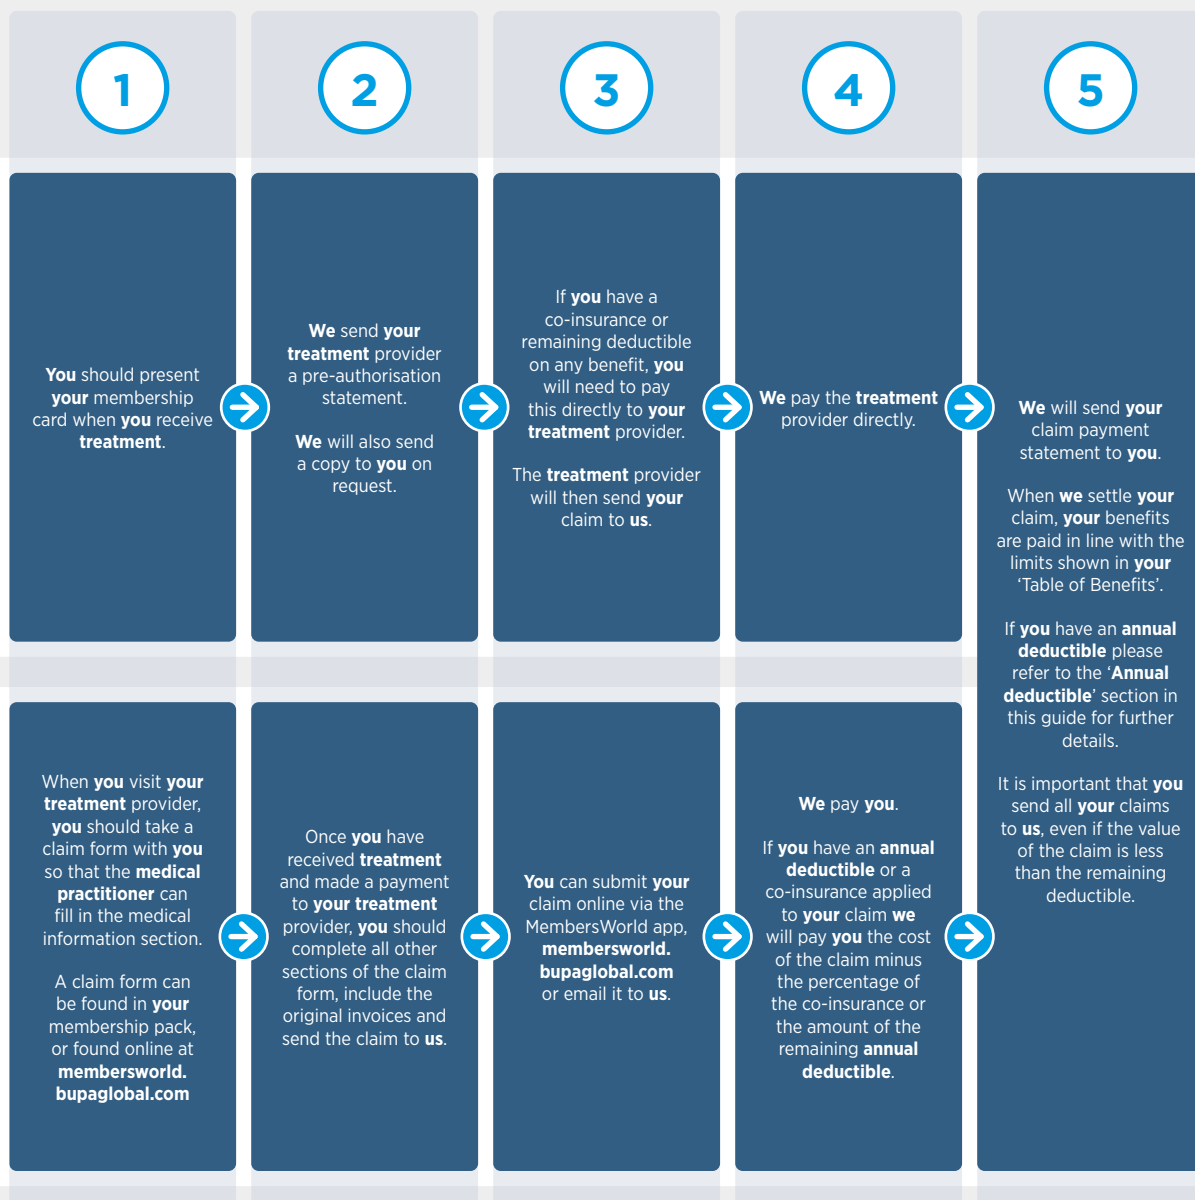 1
2
3
4
5
You should present
your membership
card when you receive
treatment.
We send your
treatment provider
a pre-authorisation
statement.
We will also send
a copy to you on
request.
If you have a
co-insurance or
remaining deductible
on any benefit, you
will need to pay
this directly to your
treatment provider.
The treatment provider
will then send your
claim to us.
We pay the treatment
provider directly.
We will send your
claim payment
statement to you.
When we settle your
claim, your benefits
are paid in line with the
limits shown in your
‘Table of Benefits’.
If you have an annual
deductible please
refer to the ‘Annual
deductible’ section in
this guide for further
details.
It is important that you
send all your claims
to us, even if the value
of the claim is less
than the remaining
deductible.
When you visit your
treatment provider,
you should take a
claim form with you
so that the medical
practitioner can
fill in the medical
information section.
A claim form can
be found in your
membership pack,
or found online at
membersworld.
bupaglobal.com
Once you have
received treatment
and made a payment
to your treatment
provider, you should
complete all other
sections of the claim
form, include the
original invoices and
send the claim to us.
You can submit your
claim online via the
MembersWorld app,
membersworld.
bupaglobal.com
or email it to us.
We pay you.
If you have an annual
deductible or a
co-insurance applied
to your claim we
will pay you the cost
of the claim minus
the percentage of
the co-insurance or
the amount of the
remaining annual
deductible.